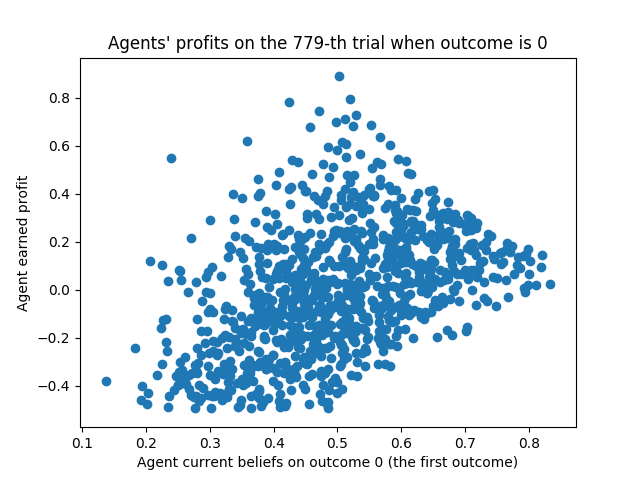 Agents' profits on the 779-th trial when outcome is 0
Agent earned profit
0.8
0.6
0.4
0.2
0.0
−0.2
−0.4
0.1 0.2 0.3 0.4 0.5 0.6 0.7 0.8
Agent current beliefs on outcome 0 (the first outcome)